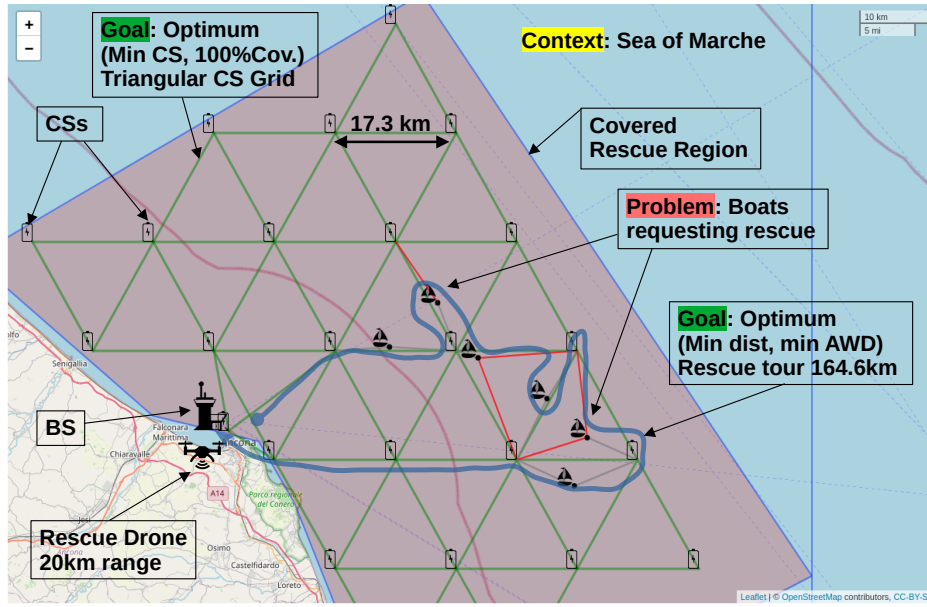 +
−
Goal: Optimum
(Min CS, 100%Cov.)
Triangular CS Grid
Context: Sea of Marche
10 km
5 mi
CSs
17.3 km
Covered
Rescue Region
Problem: Boats
requesting rescue
Goal: Optimum
(Min dist, min AWD)
Rescue tour 164.6km
Senigallia
BS
Falconara
Marittima
Chiaravalle
A14
Parco regionale
del Conero
Jesi
Rescue Drone
20km range
Osimo
Castelfidardo
Loreto
Leaflet | © OpenStreetMap contributors, CC-BY-S